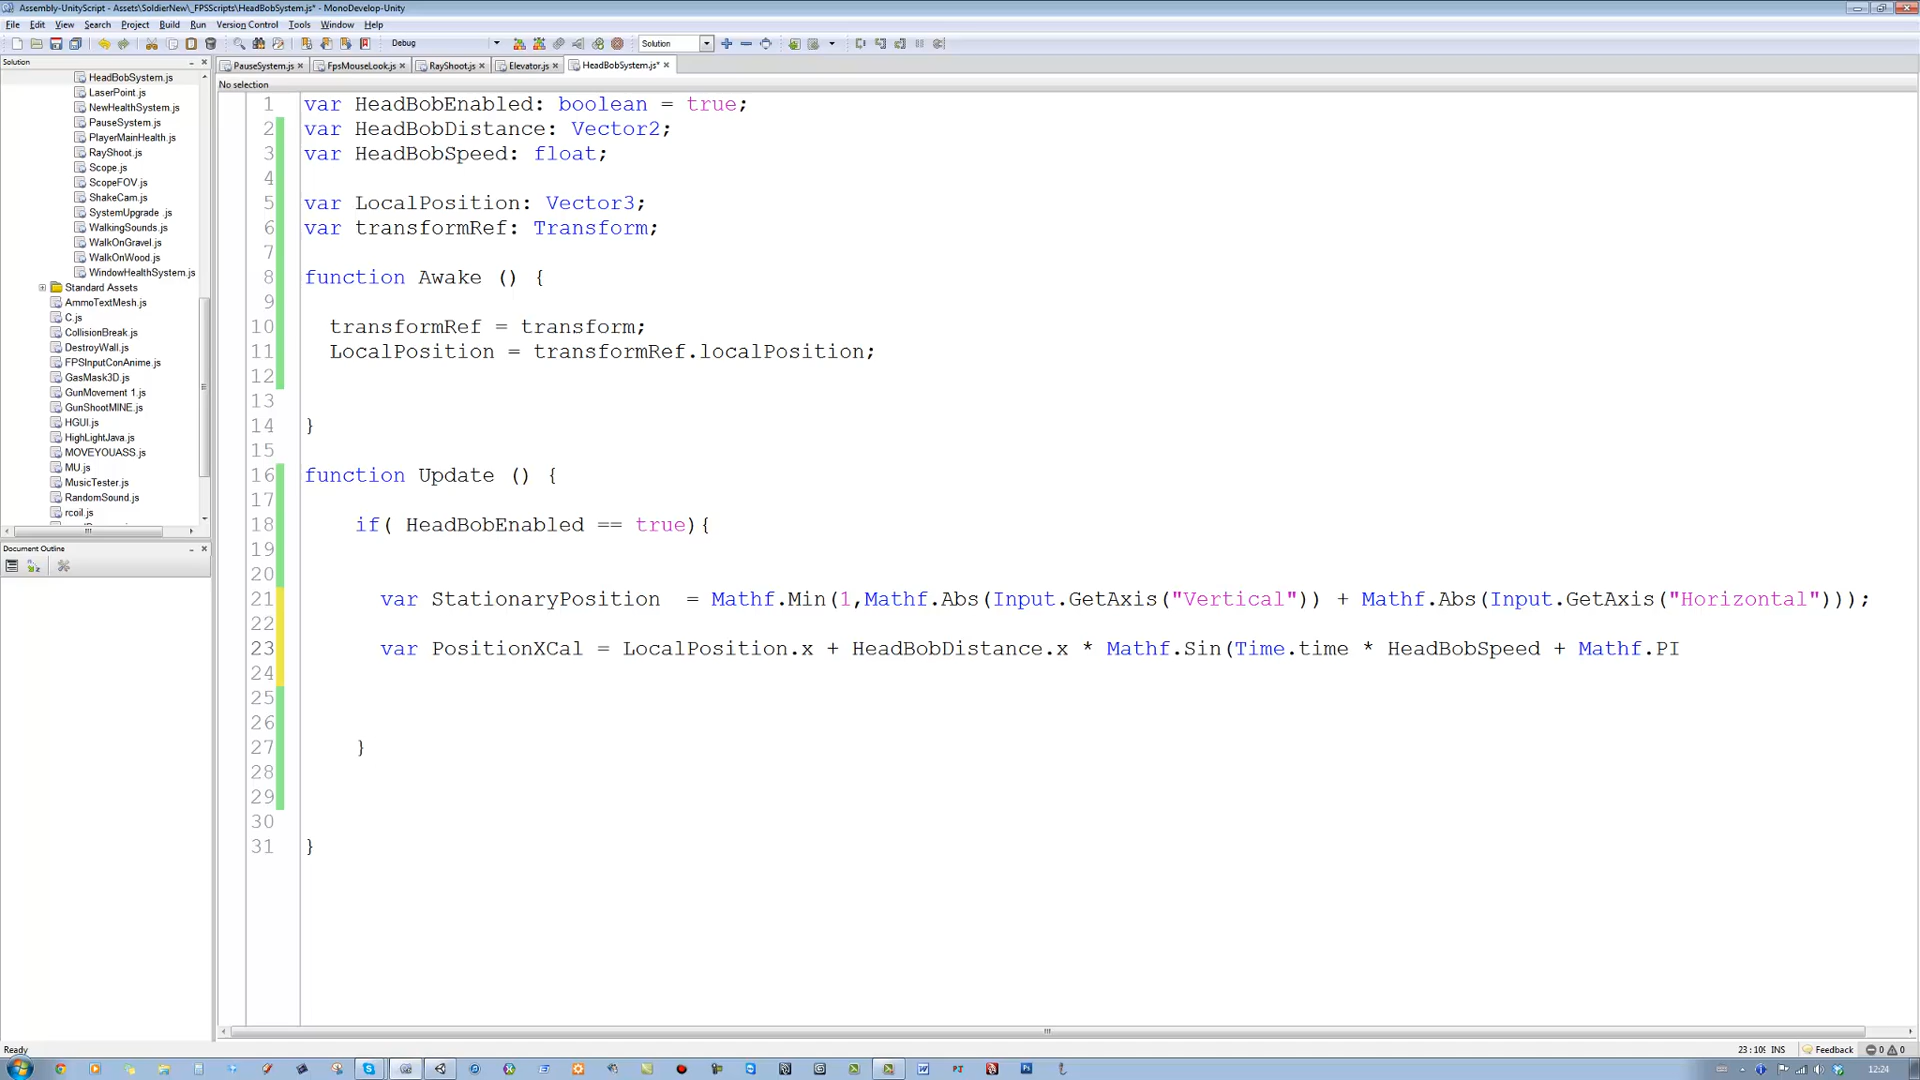 Assembly-UnityScript - Assets\SoldierNew\_FPSScripts\HeadBobSystem.js* - MonoDevelop-Unity
File Edit View Search Project Build Run Version Control Tools Window Help
Debug
Solution
Solution
PauseSystem.js FpsMouseLook.js RayShoot.js Elevator.js HeadBobSystem.js*
No selection
HeadBobSystem.js
LaserPoint.js
NewHealthSystem.js
PauseSystem.js
PlayerMainHealth.js
RayShoot.js
Scope.js
ScopeFOV.js
ShakeCam.js
SystemUpgrade .js
WalkingSounds.js
WalkOnGravel.js
WalkOnWood.js
WindowHealthSystem.js
Standard Assets
AmmoTextMesh.js
C.js
CollisionBreak.js
DestroyWall.js
FPSInputConAnime.js
GasMask3D.js
GunMovement 1.js
GunShootMINE.js
HGUI.js
HighLightJava.js
MOVEYOUASS.js
MU.js
MusicTester.js
RandomSound.js
rcoil.js
Document Outline
1 var HeadBobEnabled: boolean = true;
2 var HeadBobDistance: Vector2;
3 var HeadBobSpeed: float;
4
5 var LocalPosition: Vector3;
6 var transformRef: Transform;
7
8 function Awake () {
9
10 transformRef = transform;
11 LocalPosition = transformRef.localPosition;
12
13
14 }
15
16 function Update () {
17
18 if( HeadBobEnabled == true){
19
20
21 var StationaryPosition  = Mathf.Min(1,Mathf.Abs(Input.GetAxis("Vertical")) + Mathf.Abs(Input.GetAxis("Horizontal")));
22
23 var PositionXCal = LocalPosition.x + HeadBobDistance.x * Mathf.Sin(Time.time * HeadBobSpeed + Mathf.PI
24
25
26
27 }
28
29
30
31 }
Ready
INS
Feedback
0
0
12:24